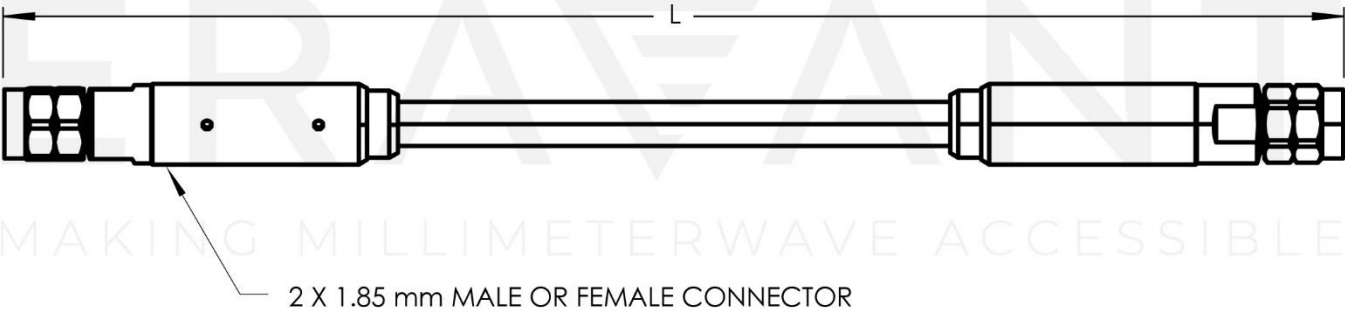 L
ERAVANT
MAKING MILLIMETERWAVE ACCESSIBLE
2 X 1.85 mm MALE OR FEMALE CONNECTOR